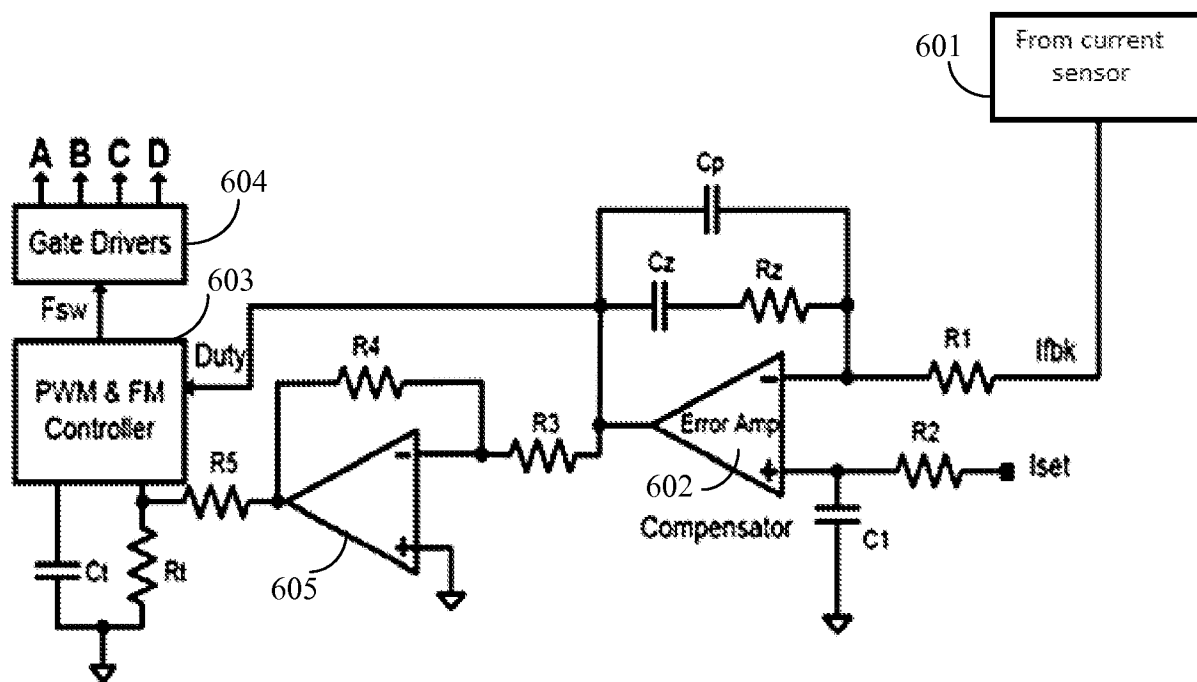 From current
sensor
601
A B C D
604
Gate Drivers
603
Fsw
Duty
PWM & FM
Controller
Cp
Cz
Rz
R1
Ifbk
R4
R3
Error Amp
R2
Iset
602
Compensator
C1
R5
605
Ct
Rt